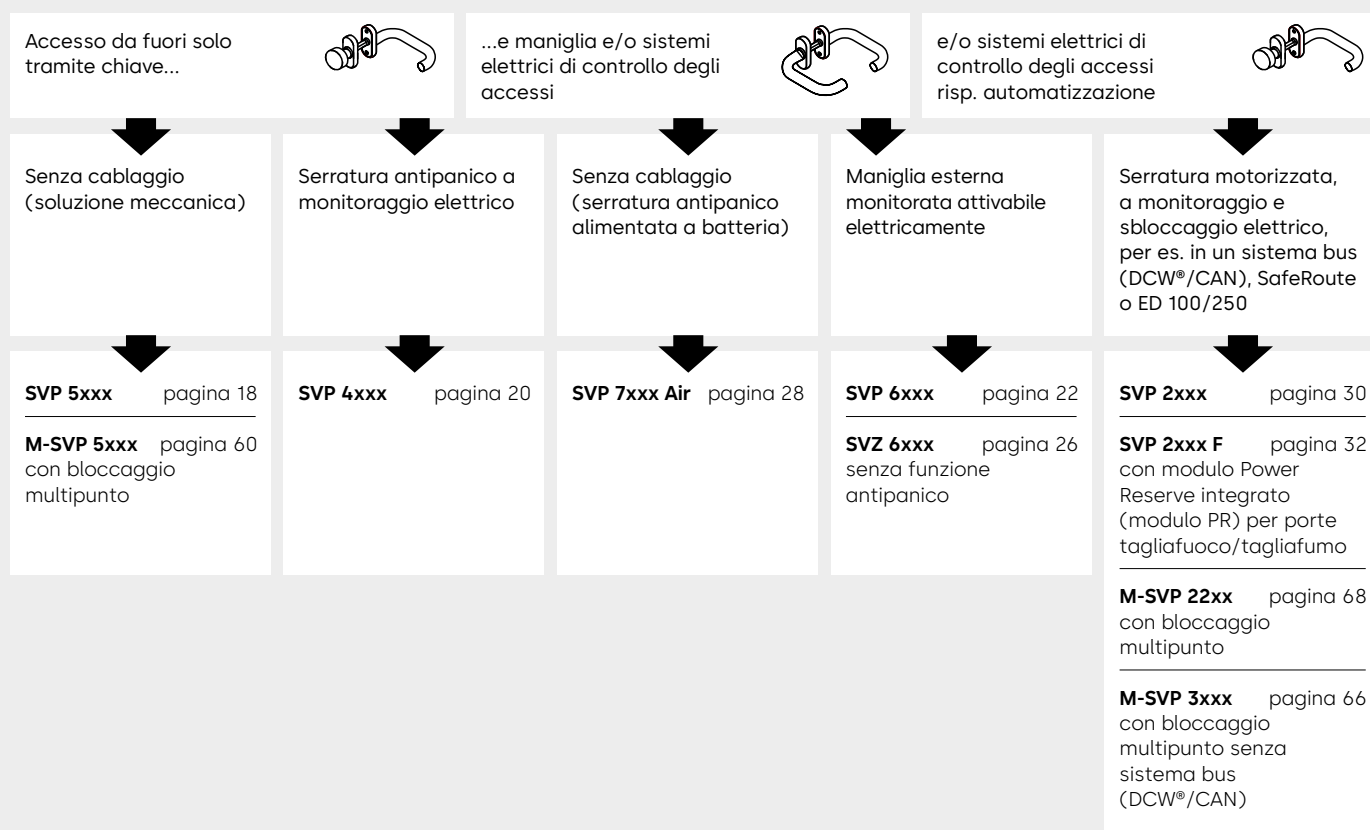 Accesso da fuori solo
tramite chiave...
...e maniglia e/o sistemi
elettrici di controllo degli
accessi
e/o sistemi elettrici di
controllo degli accessi
risp. automatizzazione
Senza cablaggio
(soluzione meccanica)
Serratura antipanico a
monitoraggio elettrico
Senza cablaggio
(serratura antipanico
alimentata a batteria)
Maniglia esterna
monitorata attivabile
elettricamente
Serratura motorizzata,
a monitoraggio e
sbloccaggio elettrico,
per es. in un sistema bus
(DCW®/CAN), SafeRoute
o ED 100/250
SVP 5xxx pagina 18
M-SVP 5xxx pagina 60
con bloccaggio
multipunto
SVP 4xxx pagina 20
SVP 7xxx Air pagina 28
SVP 6xxx pagina 22
SVZ 6xxx pagina 26
senza funzione
antipanico
SVP 2xxx pagina 30
SVP 2xxx F pagina 32
con modulo Power
Reserve integrato
(modulo PR) per porte
tagliafuoco/tagliafumo
M-SVP 22xx pagina 68
con bloccaggio
multipunto
M-SVP 3xxx pagina 66
con bloccaggio
multipunto senza
sistema bus
(DCW®/CAN)